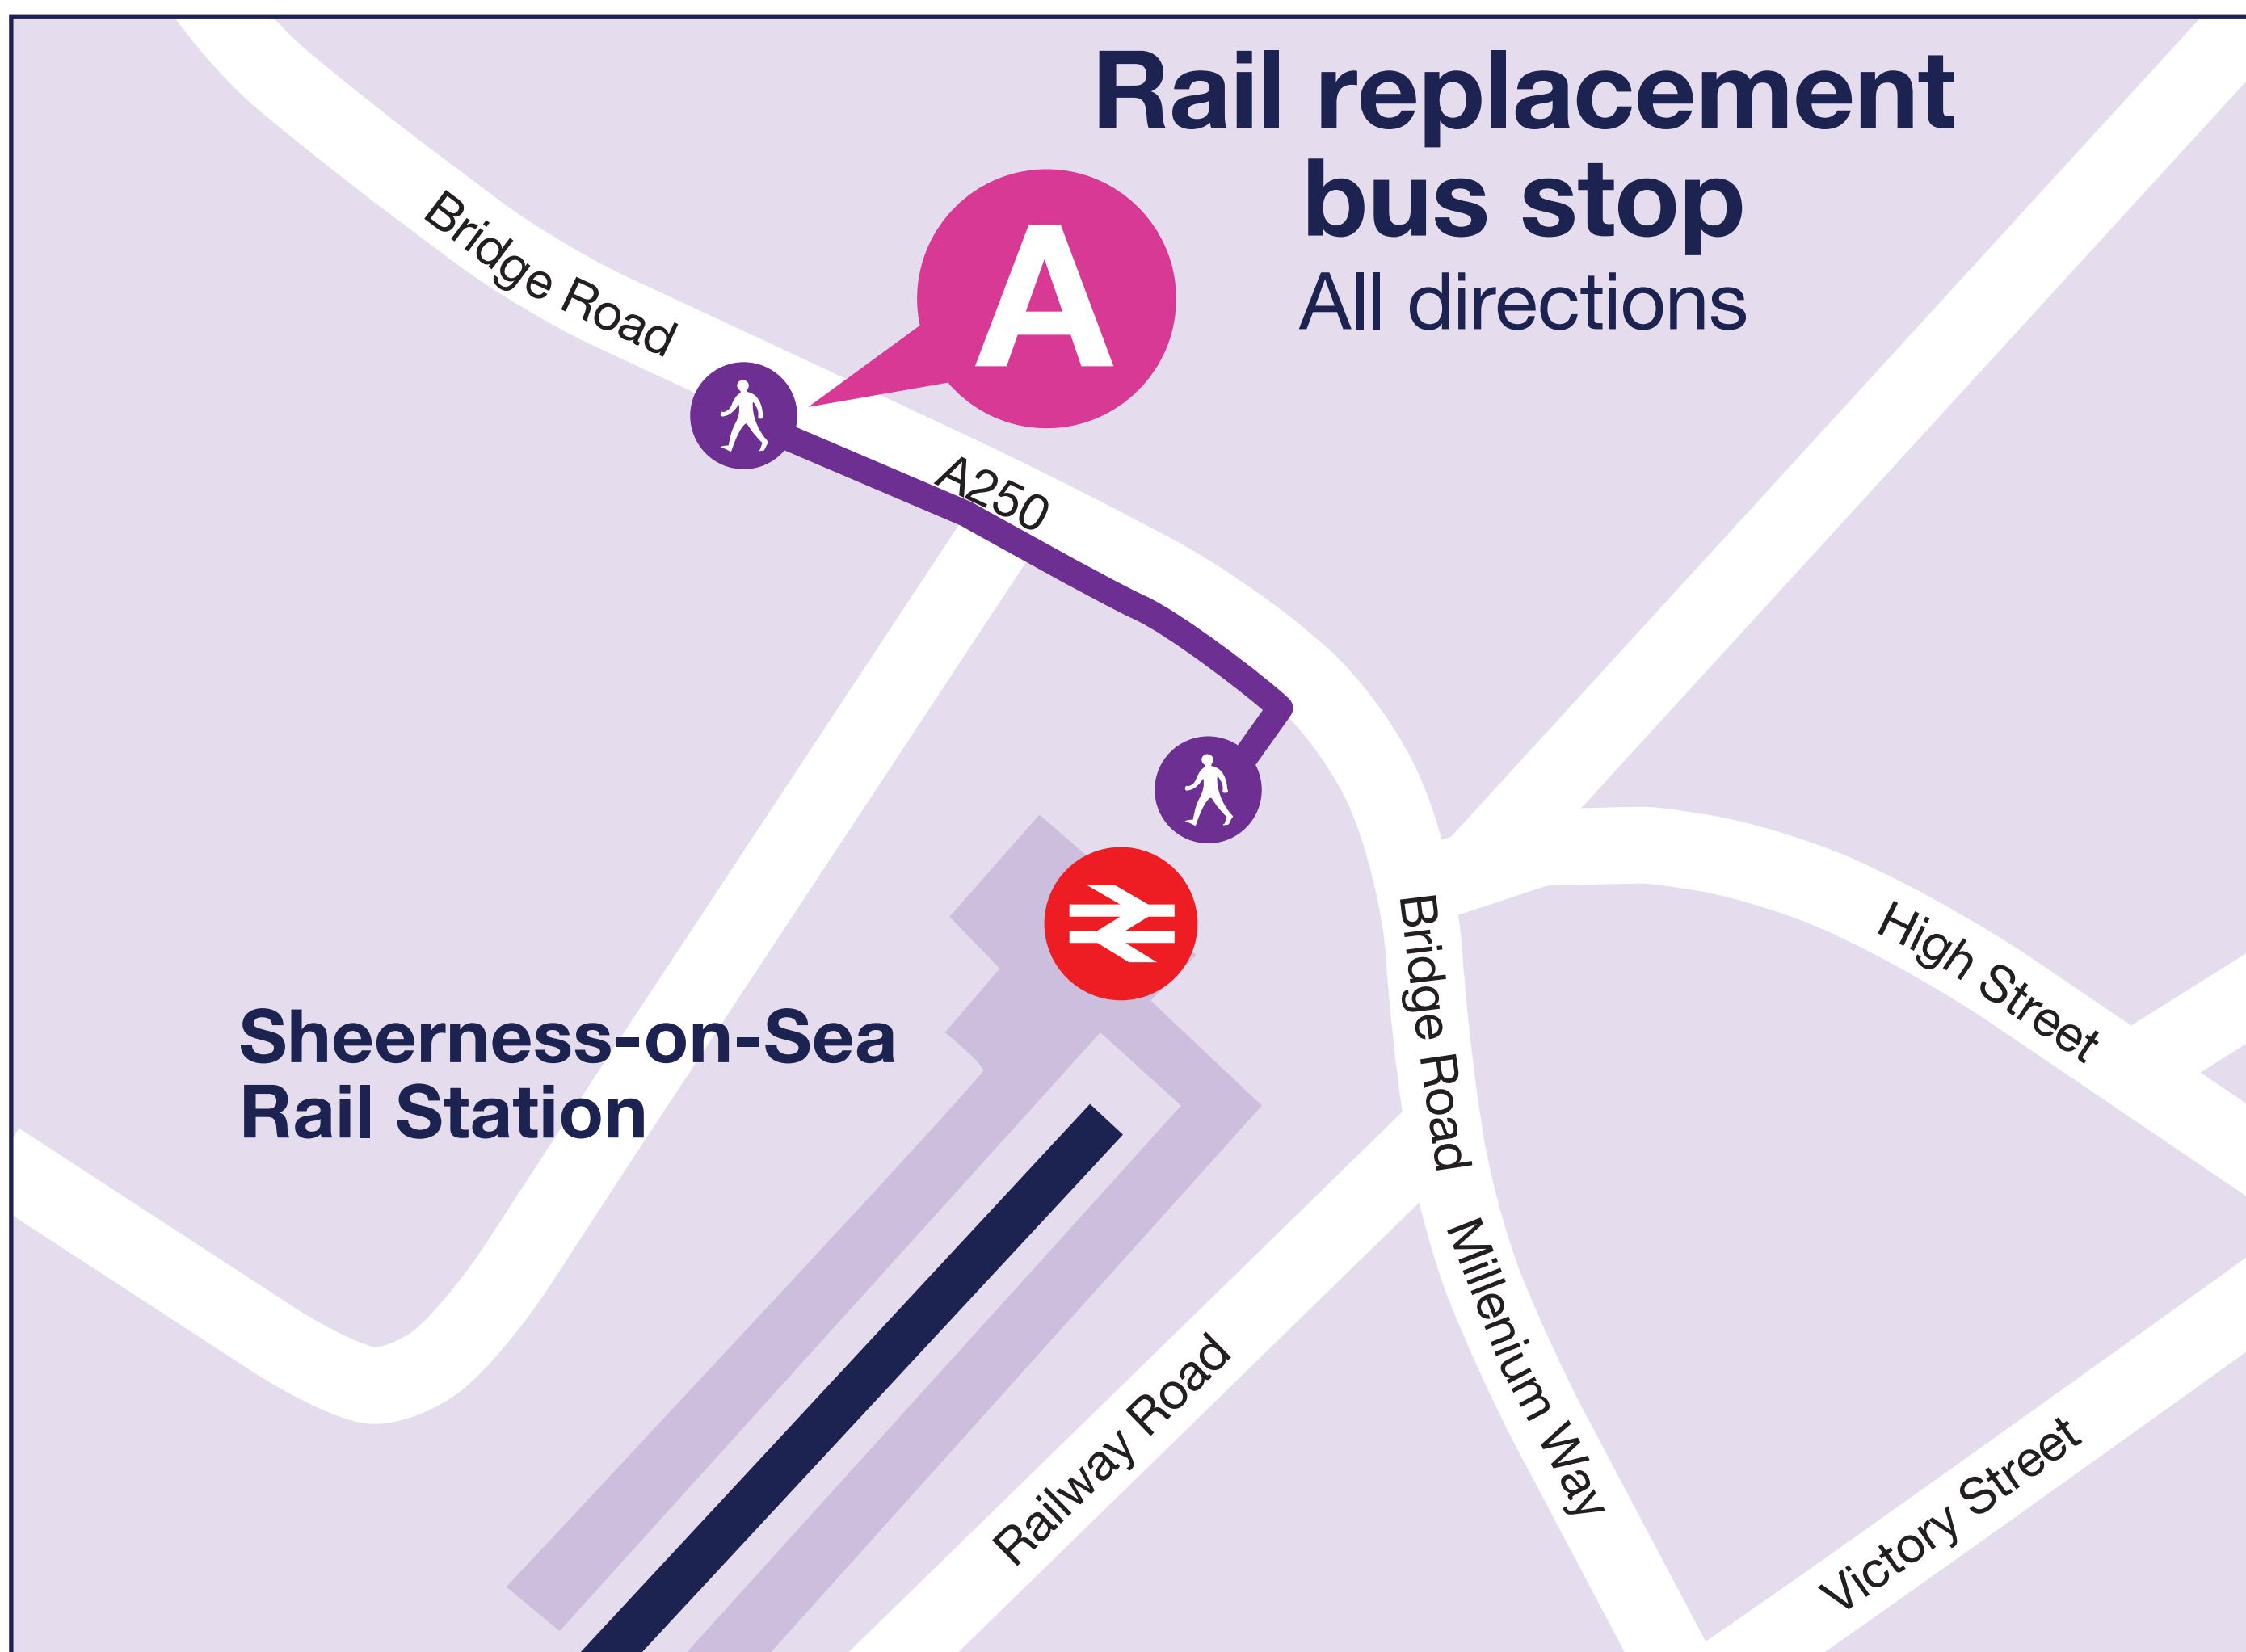 Rail replacement
bus stop
All directions
A
Bridge Road
A250
Bridge Road
High Street
Sheerness-on-Sea
Rail Station
Millenium Way
Railway Road
Victory Street